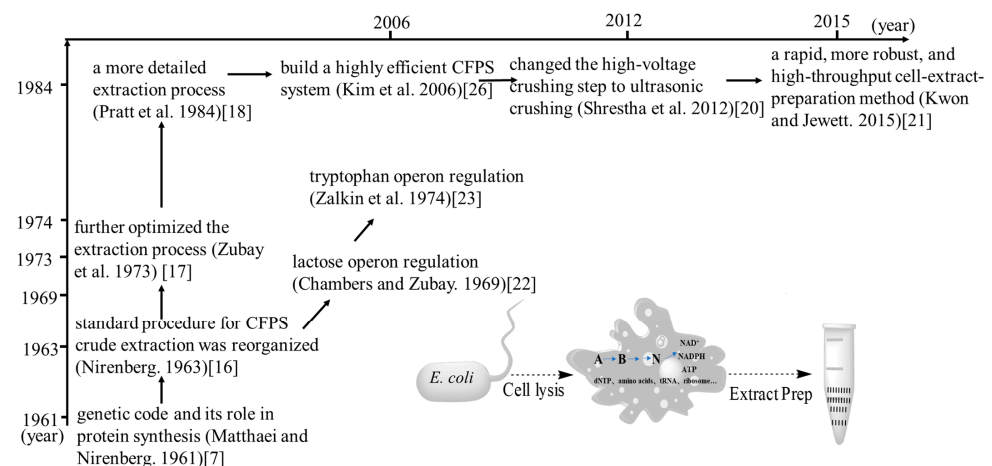 2006
2012
2015
(year)
1984
a more detailed
extraction process
(Pratt et al. 1984)[18]
build a highly efficient CFPS
system (Kim et al. 2006)[26]
changed the high-voltage
crushing step to ultrasonic
crushing (Shrestha et al. 2012)[20]
a rapid, more robust, and
high-throughput cell-extract-
preparation method (Kwon
and Jewett. 2015)[21]
tryptophan operon regulation
(Zalkin et al. 1974)[23]
1974
further optimized the
extraction process (Zubay
et al. 1973) [17]
1973
lactose operon regulation
(Chambers and Zubay. 1969)[22]
1969
standard procedure for CFPS
crude extraction was reorganized
(Nirenberg. 1963)[16]
1963
genetic code and its role in
protein synthesis (Matthaei and
Nirenberg. 1961)[7]
1961
(year)
E. coli
Cell lysis
A B N
NAD⁺
NADPH
ATP
dNTP、amino acids、tRNA、ribosome...
Extract Prep